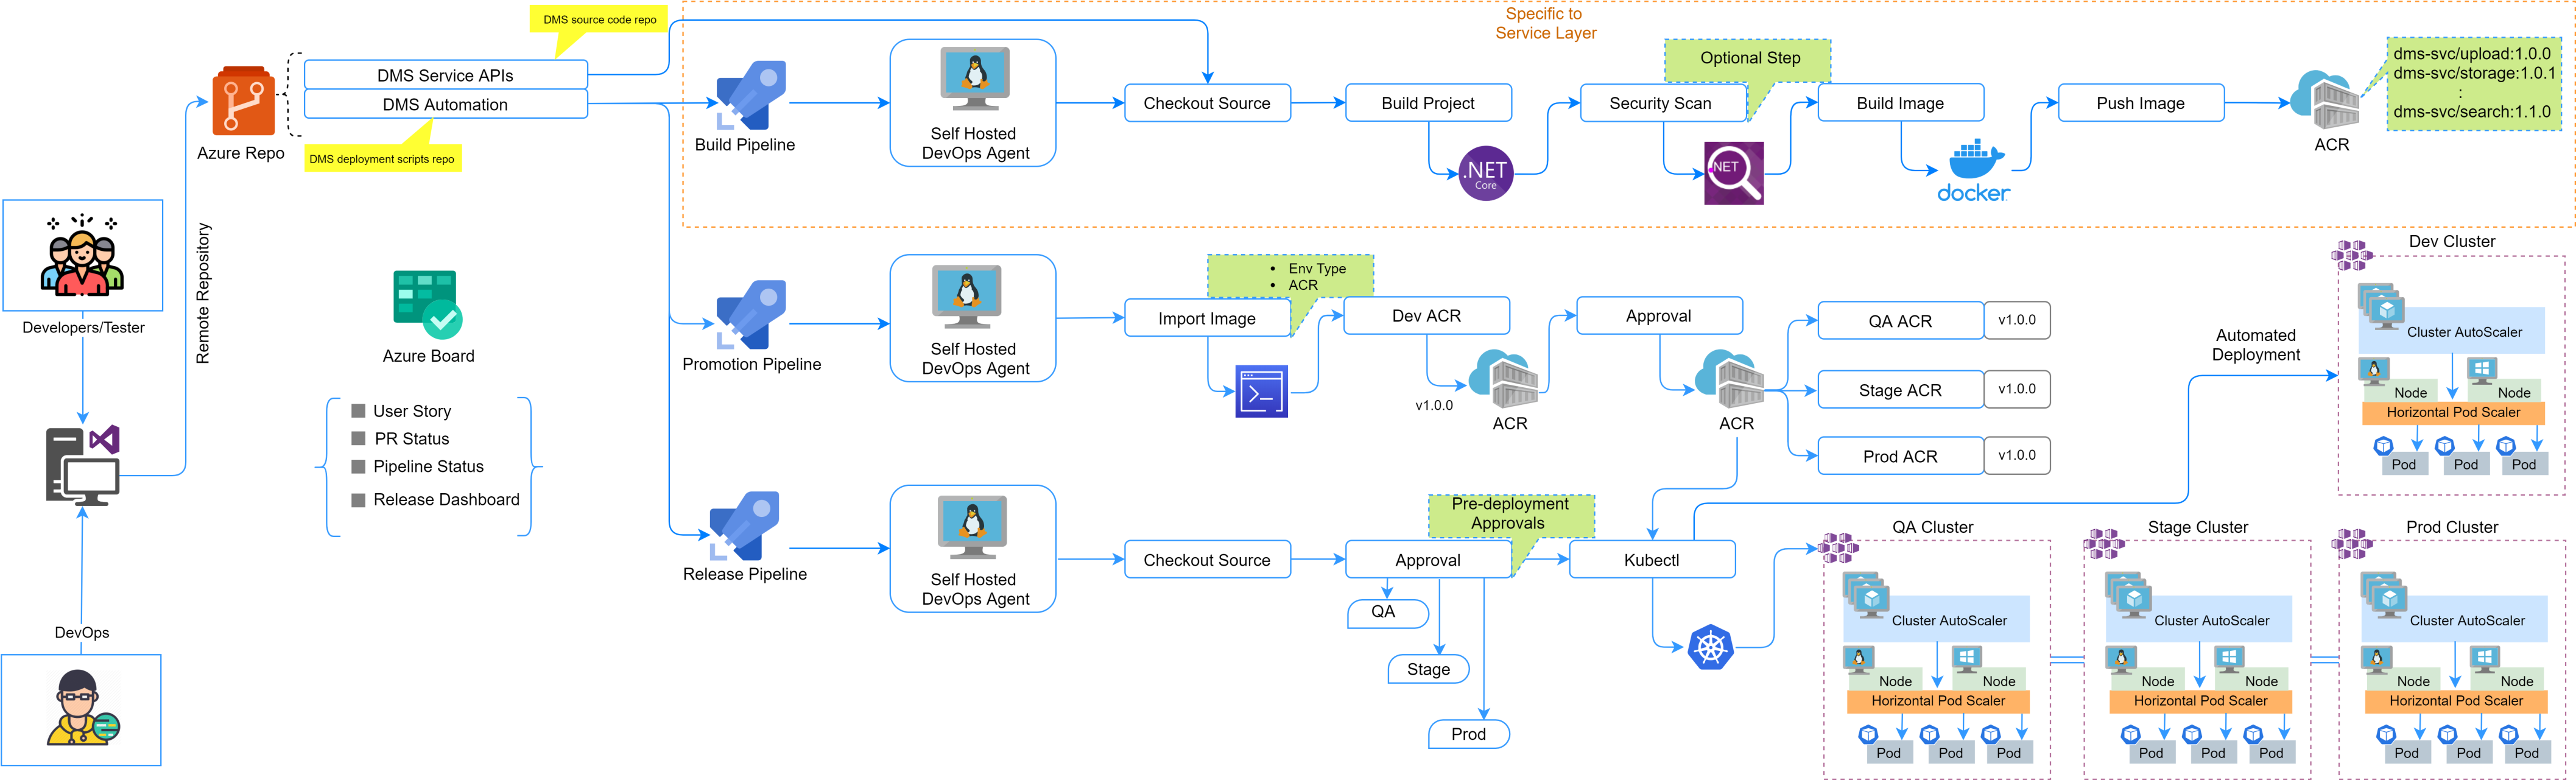 DMS source code repo
DMS Service APIs
DMS Automation
DMS deployment scripts repo
Azure Repo
Remote Repository
Developers/Tester
DevOps
Azure Board
User Story
PR Status
Pipeline Status
Release Dashboard
Specific to
Service Layer
Build Pipeline
Self Hosted
DevOps Agent
Checkout Source
Build Project
.NET
Core
Security Scan
Optional Step
.NET
Build Image
docker
Push Image
ACR
dms-svc/upload:1.0.0
dms-svc/storage:1.0.1
:
dms-svc/search:1.1.0
Promotion Pipeline
Self Hosted
DevOps Agent
Import Image
• Env Type
• ACR
Dev ACR
v1.0.0
ACR
Approval
ACR
QA ACR
v1.0.0
Stage ACR
v1.0.0
Prod ACR
v1.0.0
Release Pipeline
Self Hosted
DevOps Agent
Checkout Source
Approval
Pre-deployment
Approvals
QA
Stage
Prod
Kubectl
Automated
Deployment
Dev Cluster
Cluster AutoScaler
Node
Node
Horizontal Pod Scaler
Pod
Pod
Pod
QA Cluster
Cluster AutoScaler
Node
Node
Horizontal Pod Scaler
Pod
Pod
Pod
Stage Cluster
Cluster AutoScaler
Node
Node
Horizontal Pod Scaler
Pod
Pod
Pod
Prod Cluster
Cluster AutoScaler
Node
Node
Horizontal Pod Scaler
Pod
Pod
Pod